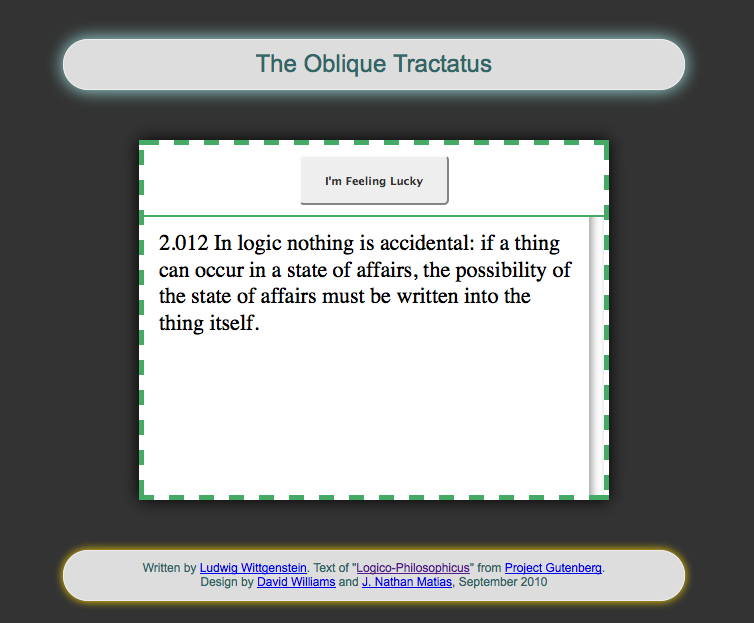 The Oblique Tractatus
I'm Feeling Lucky
2.012 In logic nothing is accidental: if a thing
can occur in a state of affairs, the possibility of
the state of affairs must be written into the
thing itself.
Written by Ludwig Wittgenstein. Text of "Logico-Philosophicus" from Project Gutenberg.
Design by David Williams and J. Nathan Matias, September 2010